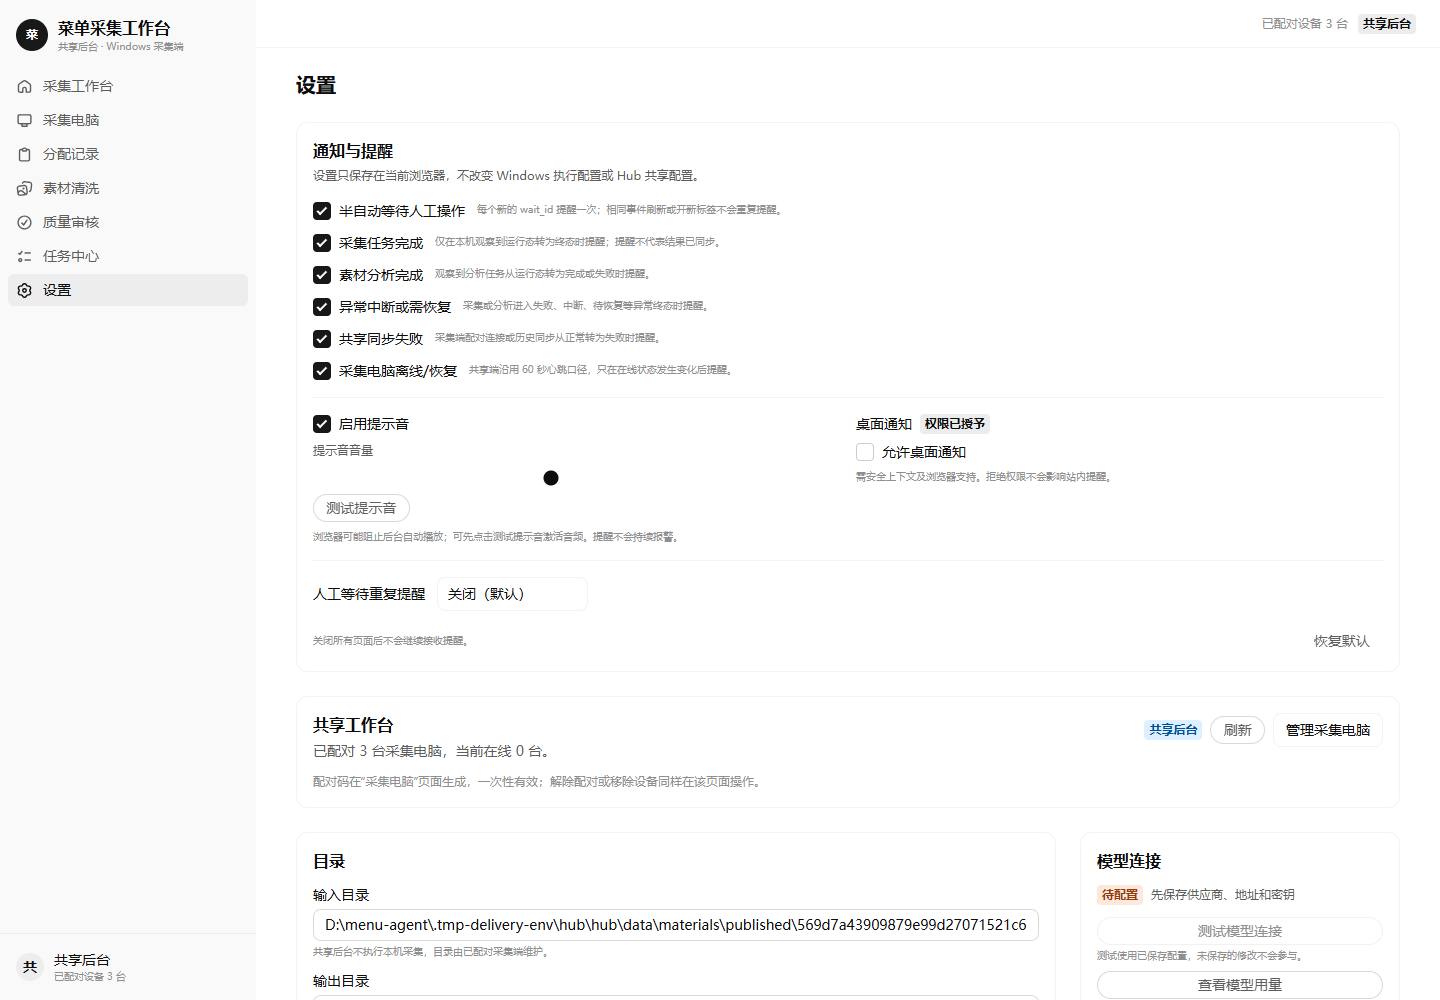 菜
菜单采集工作台
共享后台 · Windows 采集端
采集工作台
采集电脑
分配记录
素材清洗
质量审核
任务中心
设置
共
共享后台
已配对设备 3 台
已配对设备 3 台
共享后台
设置
通知与提醒
设置只保存在当前浏览器，不改变 Windows 执行配置或 Hub 共享配置。
半自动等待人工操作 每个新的 wait_id 提醒一次；相同事件刷新或开新标签不会重复提醒。
采集任务完成 仅在本机观察到运行态转为终态时提醒；提醒不代表结果已同步。
素材分析完成 观察到分析任务从运行态转为完成或失败时提醒。
异常中断或需恢复 采集或分析进入失败、中断、待恢复等异常终态时提醒。
共享同步失败 采集端配对连接或历史同步从正常转为失败时提醒。
采集电脑离线/恢复 共享端沿用 60 秒心跳口径，只在在线状态发生变化后提醒。
启用提示音
提示音音量
测试提示音
浏览器可能阻止后台自动播放；可先点击测试提示音激活音频。提醒不会持续报警。
桌面通知 权限已授予
允许桌面通知
需安全上下文及浏览器支持。拒绝权限不会影响站内提醒。
人工等待重复提醒 关闭（默认）
关闭所有页面后不会继续接收提醒。
恢复默认
共享工作台
已配对 3 台采集电脑，当前在线 0 台。
配对码在“采集电脑”页面生成，一次性有效；解除配对或移除设备同样在该页面操作。
共享后台
刷新
管理采集电脑
目录
输入目录
D:\menu-agent\.tmp-delivery-env\hub\hub\data\materials\published\569d7a43909879e99d27071521c6
共享后台不执行本机采集，目录由已配对采集端维护。
输出目录
模型连接
待配置 先保存供应商、地址和密钥
测试模型连接
测试使用已保存配置，未保存的修改不会参与。
查看模型用量